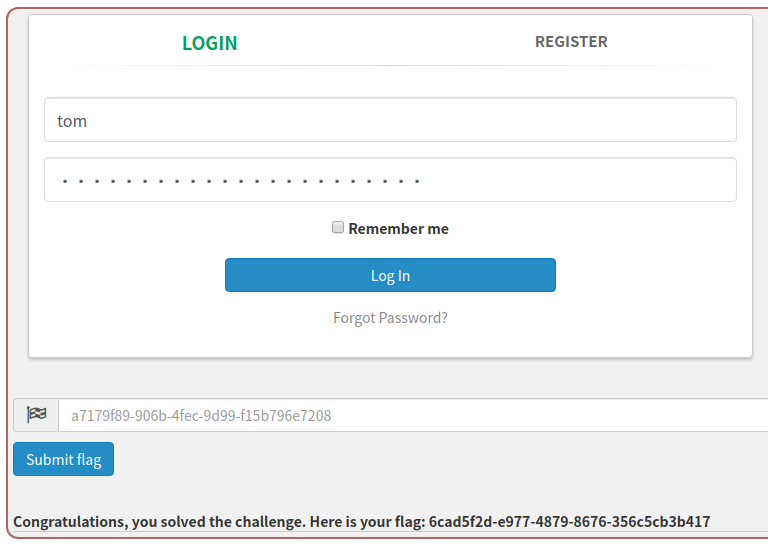 LOGIN REGISTER
tom
• • • • • • • • • • • • • • • • • • • • • • •
Remember me
Log In
Forgot Password?
a7179f89-906b-4fec-9d99-f15b796e7208
Submit flag
Congratulations, you solved the challenge. Here is your flag: 6cad5f2d-e977-4879-8676-356c5cb3b417